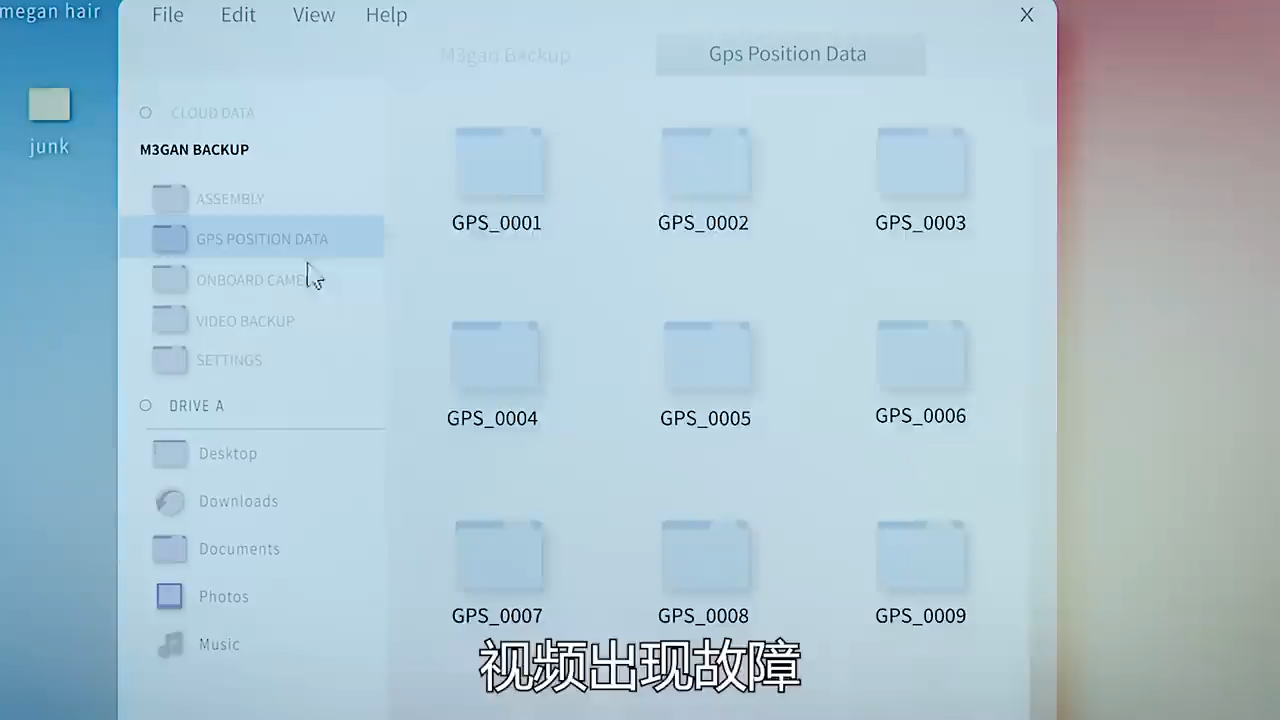 megan hair
junk
File Edit View Help X
M3gan Backup
Gps Position Data
CLOUD DATA
M3GAN BACKUP
ASSEMBLY
GPS POSITION DATA
ONBOARD CAME
VIDEO BACKUP
SETTINGS
DRIVE A
Desktop
Downloads
Documents
Photos
Music
GPS_0001 GPS_0002 GPS_0003
GPS_0004 GPS_0005 GPS_0006
GPS_0007 GPS_0008 GPS_0009
视频出现故障